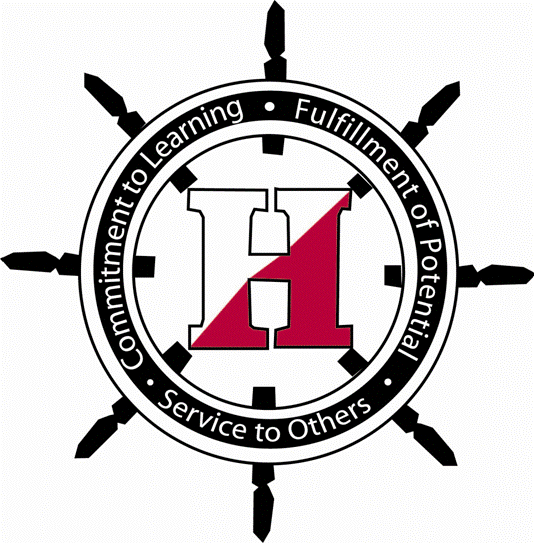 Commitment to Learning • Fulfillment of Potential • Service to Others •
H